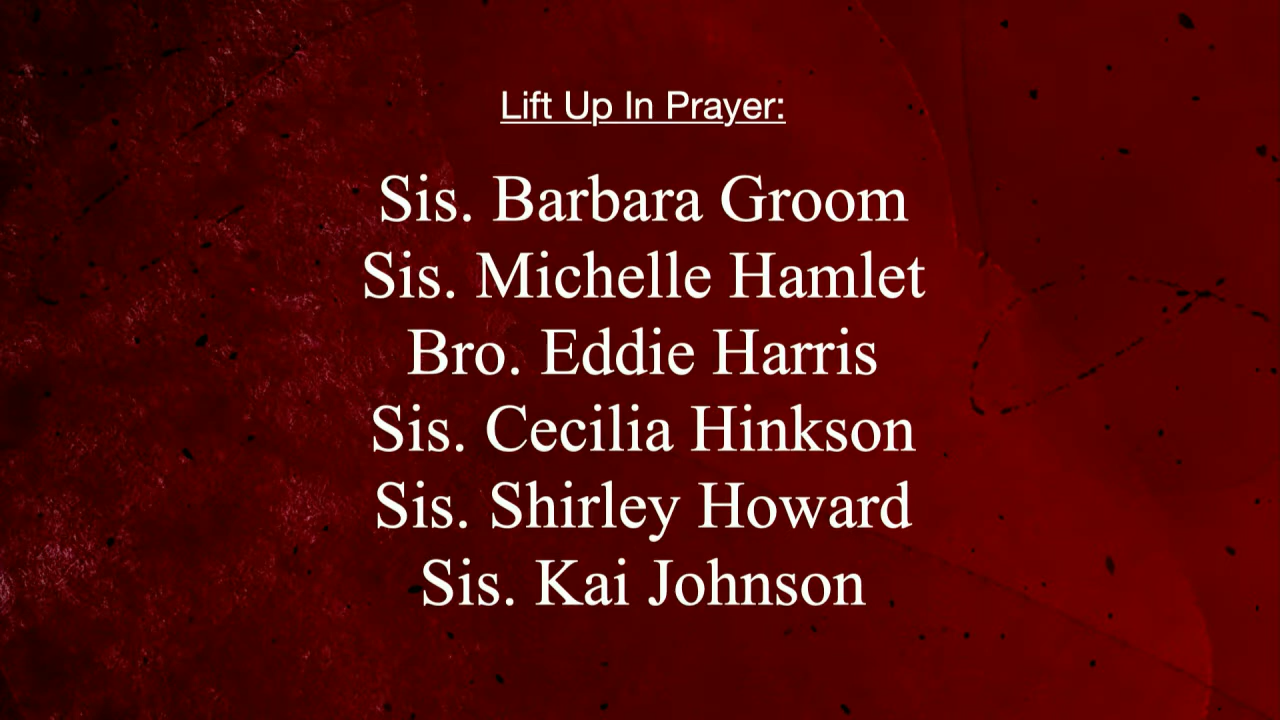 Lift Up In Prayer:
Sis. Barbara Groom
Sis. Michelle Hamlet
Bro. Eddie Harris
Sis. Cecilia Hinkson
Sis. Shirley Howard
Sis. Kai Johnson